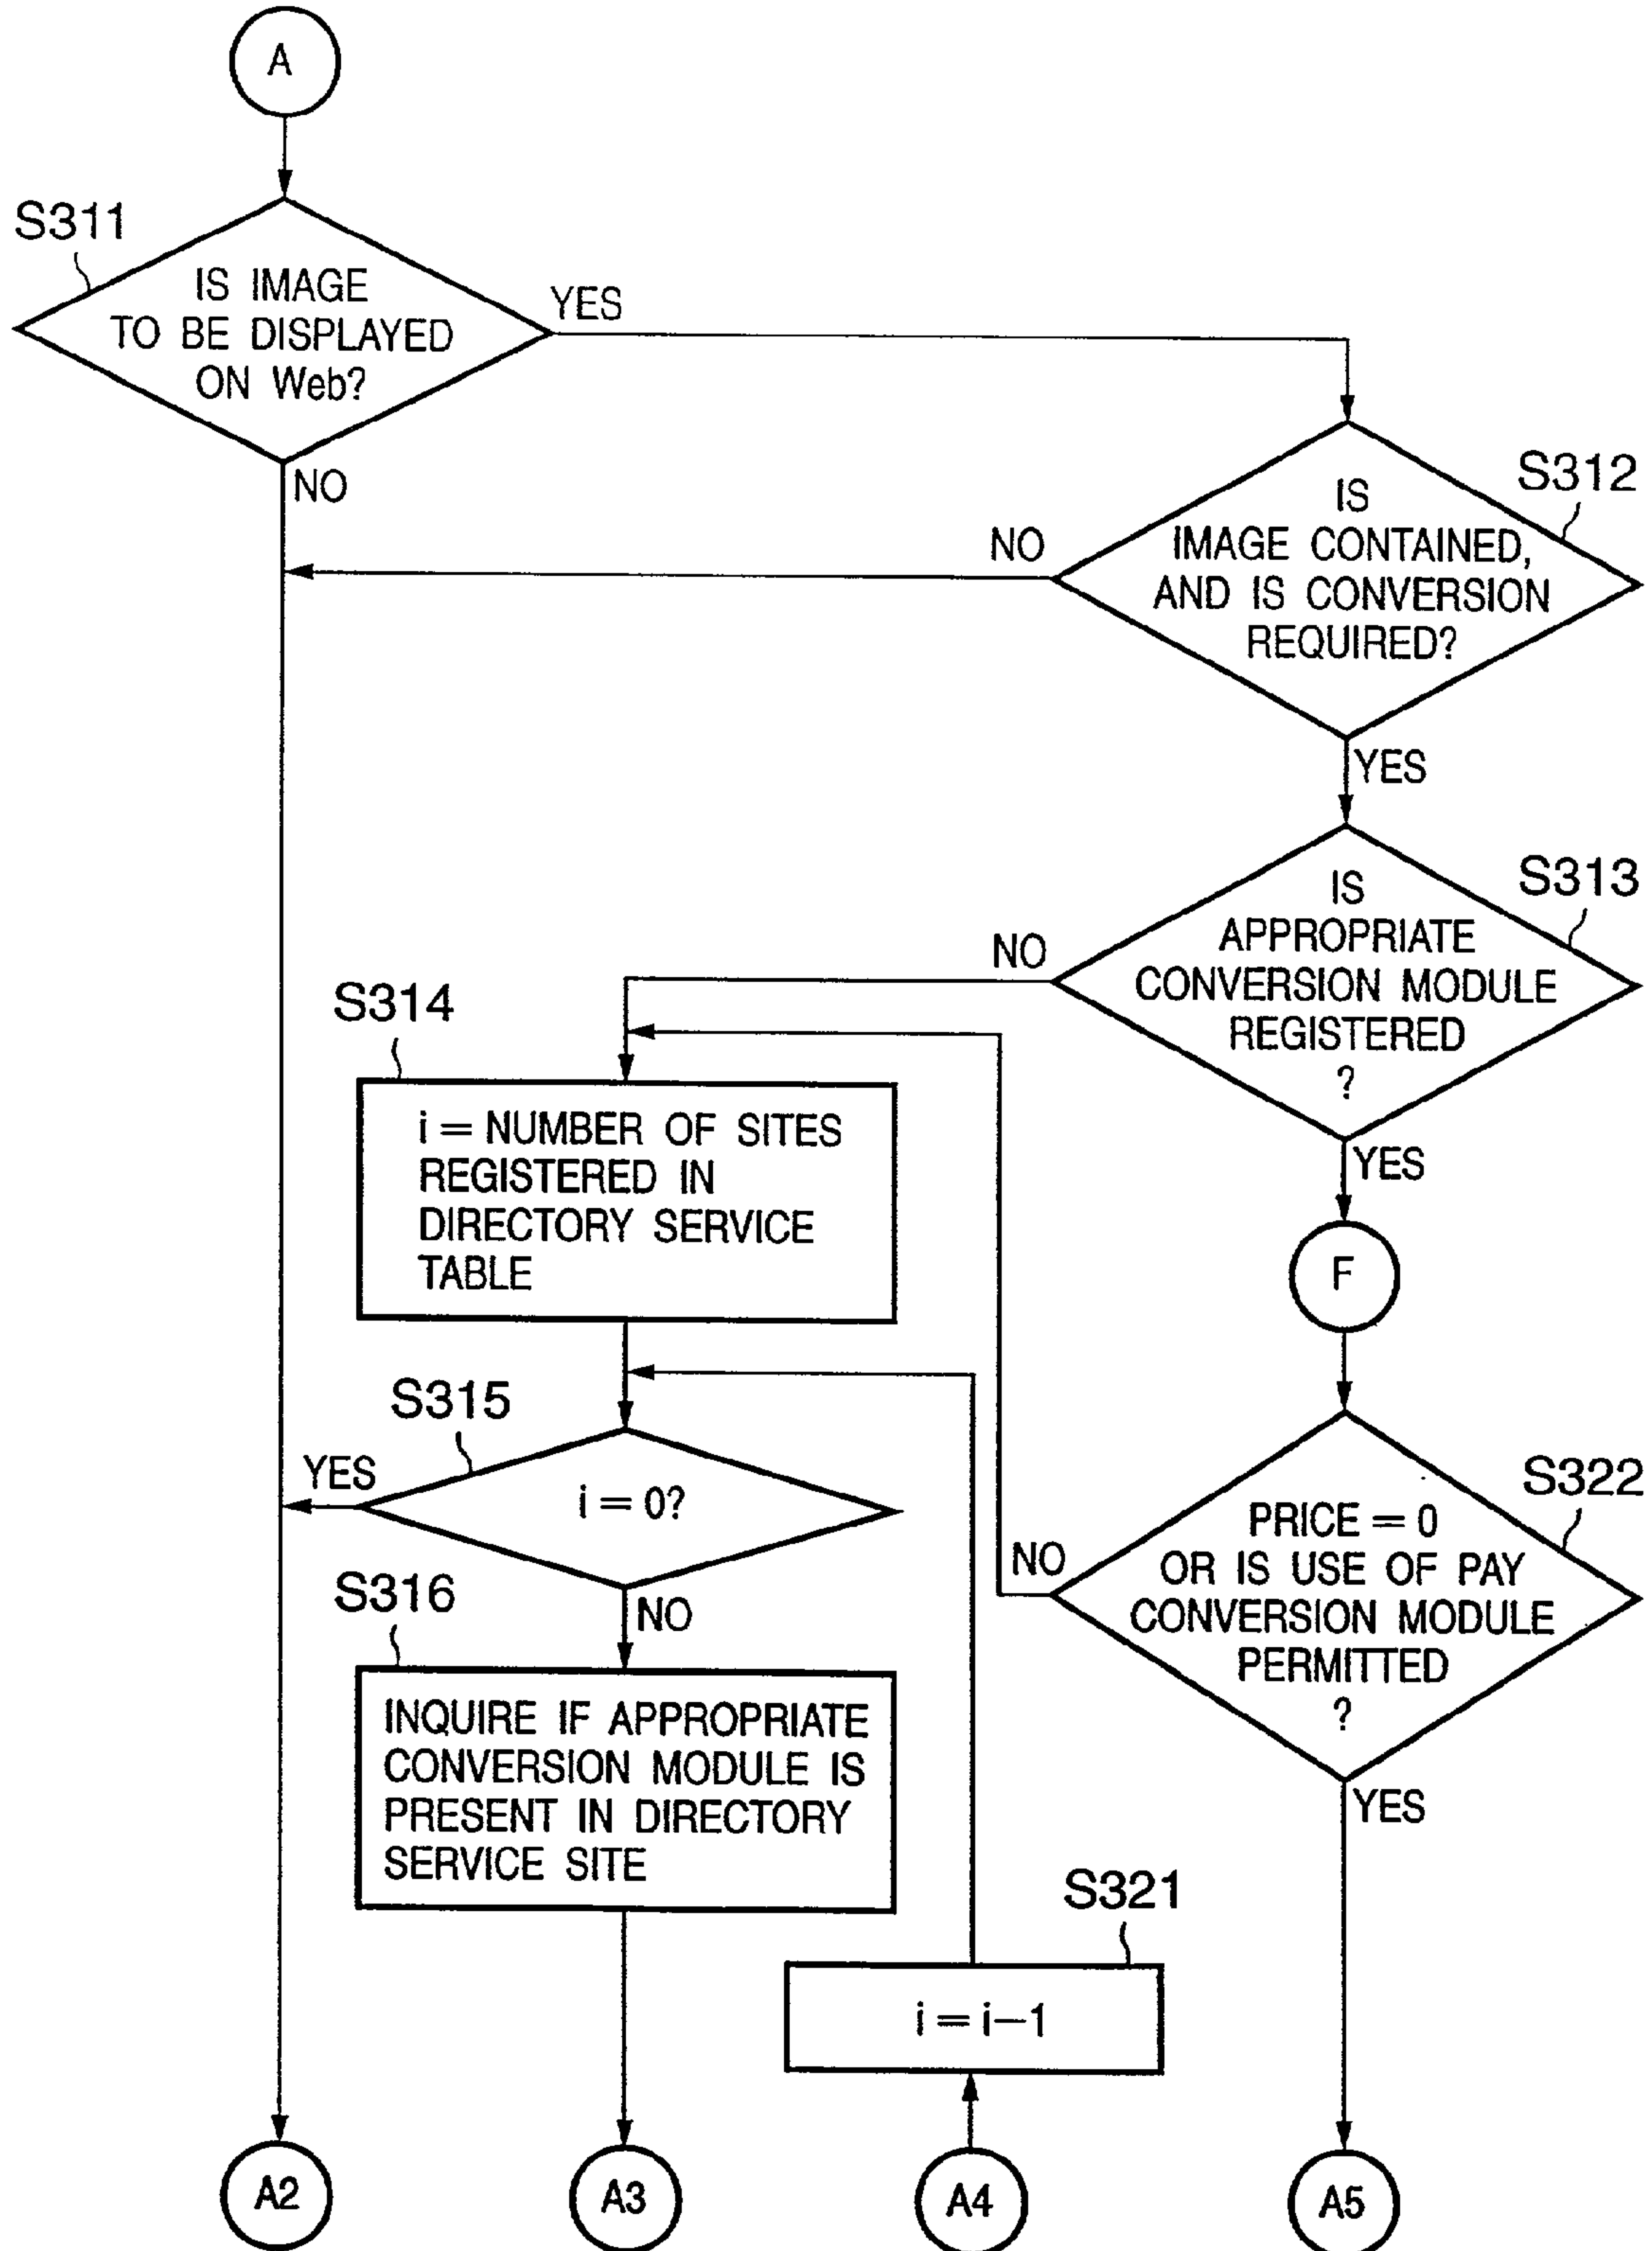 A
S311
IS IMAGE
TO BE DISPLAYED
ON Web?
YES
NO
S312
IS
IMAGE CONTAINED,
AND IS CONVERSION
REQUIRED?
NO
YES
S313
IS
APPROPRIATE
CONVERSION MODULE
REGISTERED
?
NO
YES
S314
i = NUMBER OF SITES
REGISTERED IN
DIRECTORY SERVICE
TABLE
F
S315
i = 0?
YES
NO
S322
PRICE = 0
OR IS USE OF PAY
CONVERSION MODULE
PERMITTED
?
NO
YES
S316
INQUIRE IF APPROPRIATE
CONVERSION MODULE IS
PRESENT IN DIRECTORY
SERVICE SITE
S321
i = i−1
A2
A3
A4
A5